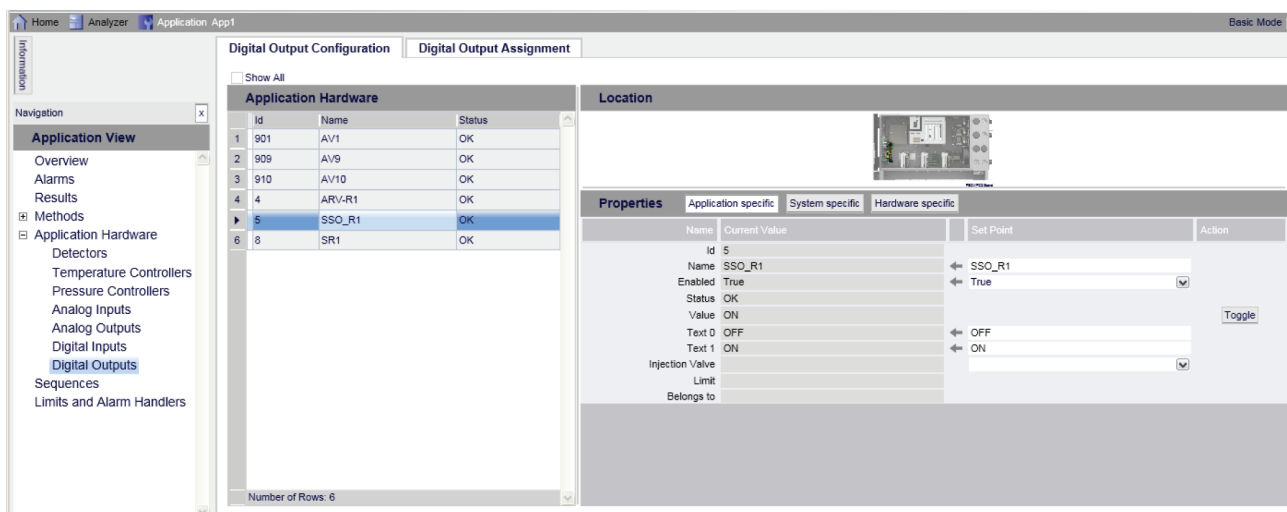 Home Analyzer Application App1 Basic Mode
Information
Navigation x
Application View
Overview
Alarms
Results
Methods
Application Hardware
Detectors
Temperature Controllers
Pressure Controllers
Analog Inputs
Analog Outputs
Digital Inputs
Digital Outputs
Sequences
Limits and Alarm Handlers
Digital Output Configuration Digital Output Assignment
Show All
Application Hardware
Id Name Status
1 901 AV1 OK
2 909 AV9 OK
3 910 AV10 OK
4 4 ARV-R1 OK
5 SSO_R1 OK
6 8 SR1 OK
Number of Rows: 6
Location
Properties Application specific System specific Hardware specific
Name Current Value Set Point Action
Id 5
Name SSO_R1 SSO_R1
Enabled True True
Status OK
Value ON Toggle
Text 0 OFF OFF
Text 1 ON ON
Injection Valve
Limit
Belongs to